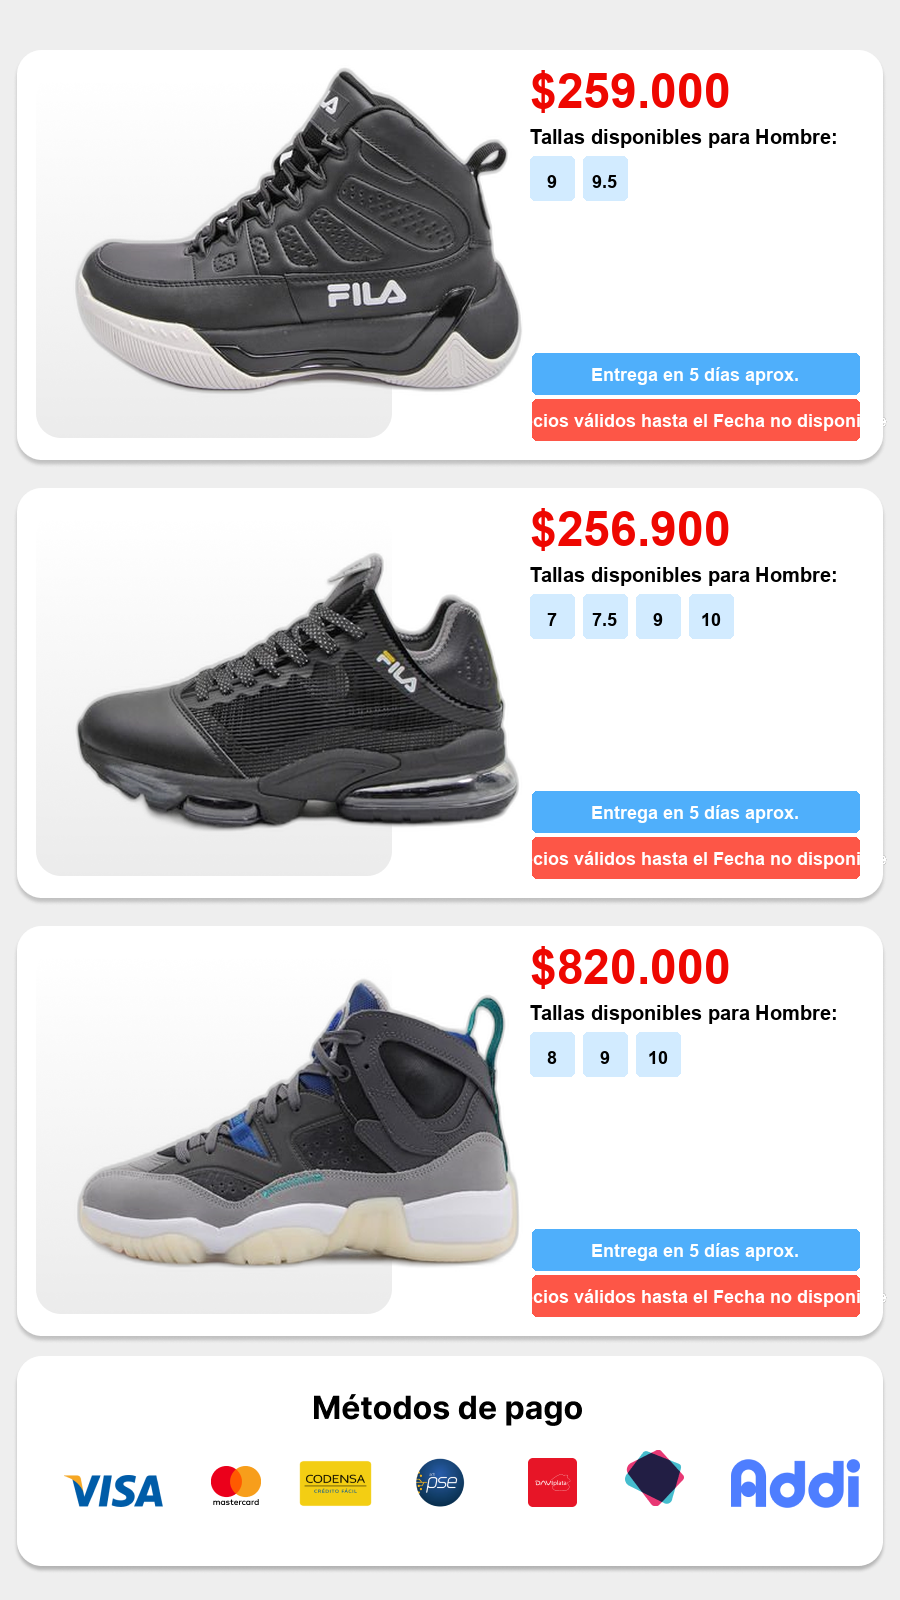 FILA
FILA
$259.000
Tallas disponibles para Hombre:
9 9.5
Entrega en 5 días aprox.
cios válidos hasta el Fecha no disponi
FILA
$256.900
Tallas disponibles para Hombre:
7 7.5 9 10
Entrega en 5 días aprox.
cios válidos hasta el Fecha no disponi
$820.000
Tallas disponibles para Hombre:
8 9 10
Entrega en 5 días aprox.
cios válidos hasta el Fecha no disponi
Métodos de pago
VISA
mastercard
CODENSA
CRÉDITO FÁCIL
pse
DAVIplata
Addi